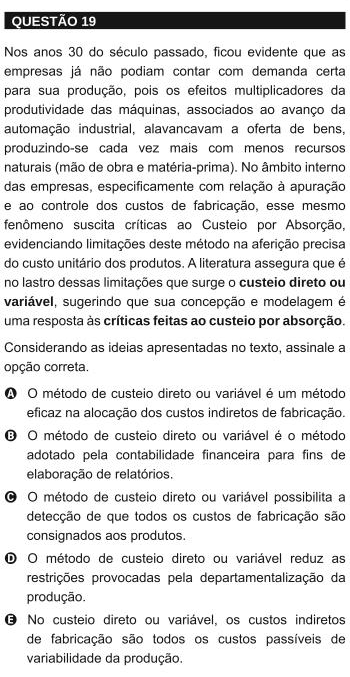 QUESTÃO 19
Nos anos 30 do século passado, ficou evidente que as
empresas já não podiam contar com demanda certa
para sua produção, pois os efeitos multiplicadores da
produtividade das máquinas, associados ao avanço da
automação industrial, alavancavam a oferta de bens,
produzindo-se cada vez mais com menos recursos
naturais (mão de obra e matéria-prima). No âmbito interno
das empresas, especificamente com relação à apuração
e ao controle dos custos de fabricação, esse mesmo
fenômeno suscita críticas ao Custeio por Absorção,
evidenciando limitações deste método na aferição precisa
do custo unitário dos produtos. A literatura assegura que é
no lastro dessas limitações que surge o custeio direto ou
variável, sugerindo que sua concepção e modelagem é
uma resposta às críticas feitas ao custeio por absorção.
Considerando as ideias apresentadas no texto, assinale a
opção correta.
A O método de custeio direto ou variável é um método
eficaz na alocação dos custos indiretos de fabricação.
B O método de custeio direto ou variável é o método
adotado pela contabilidade financeira para fins de
elaboração de relatórios.
C O método de custeio direto ou variável possibilita a
detecção de que todos os custos de fabricação são
consignados aos produtos.
D O método de custeio direto ou variável reduz as
restrições provocadas pela departamentalização da
produção.
E No custeio direto ou variável, os custos indiretos
de fabricação são todos os custos passíveis de
variabilidade da produção.